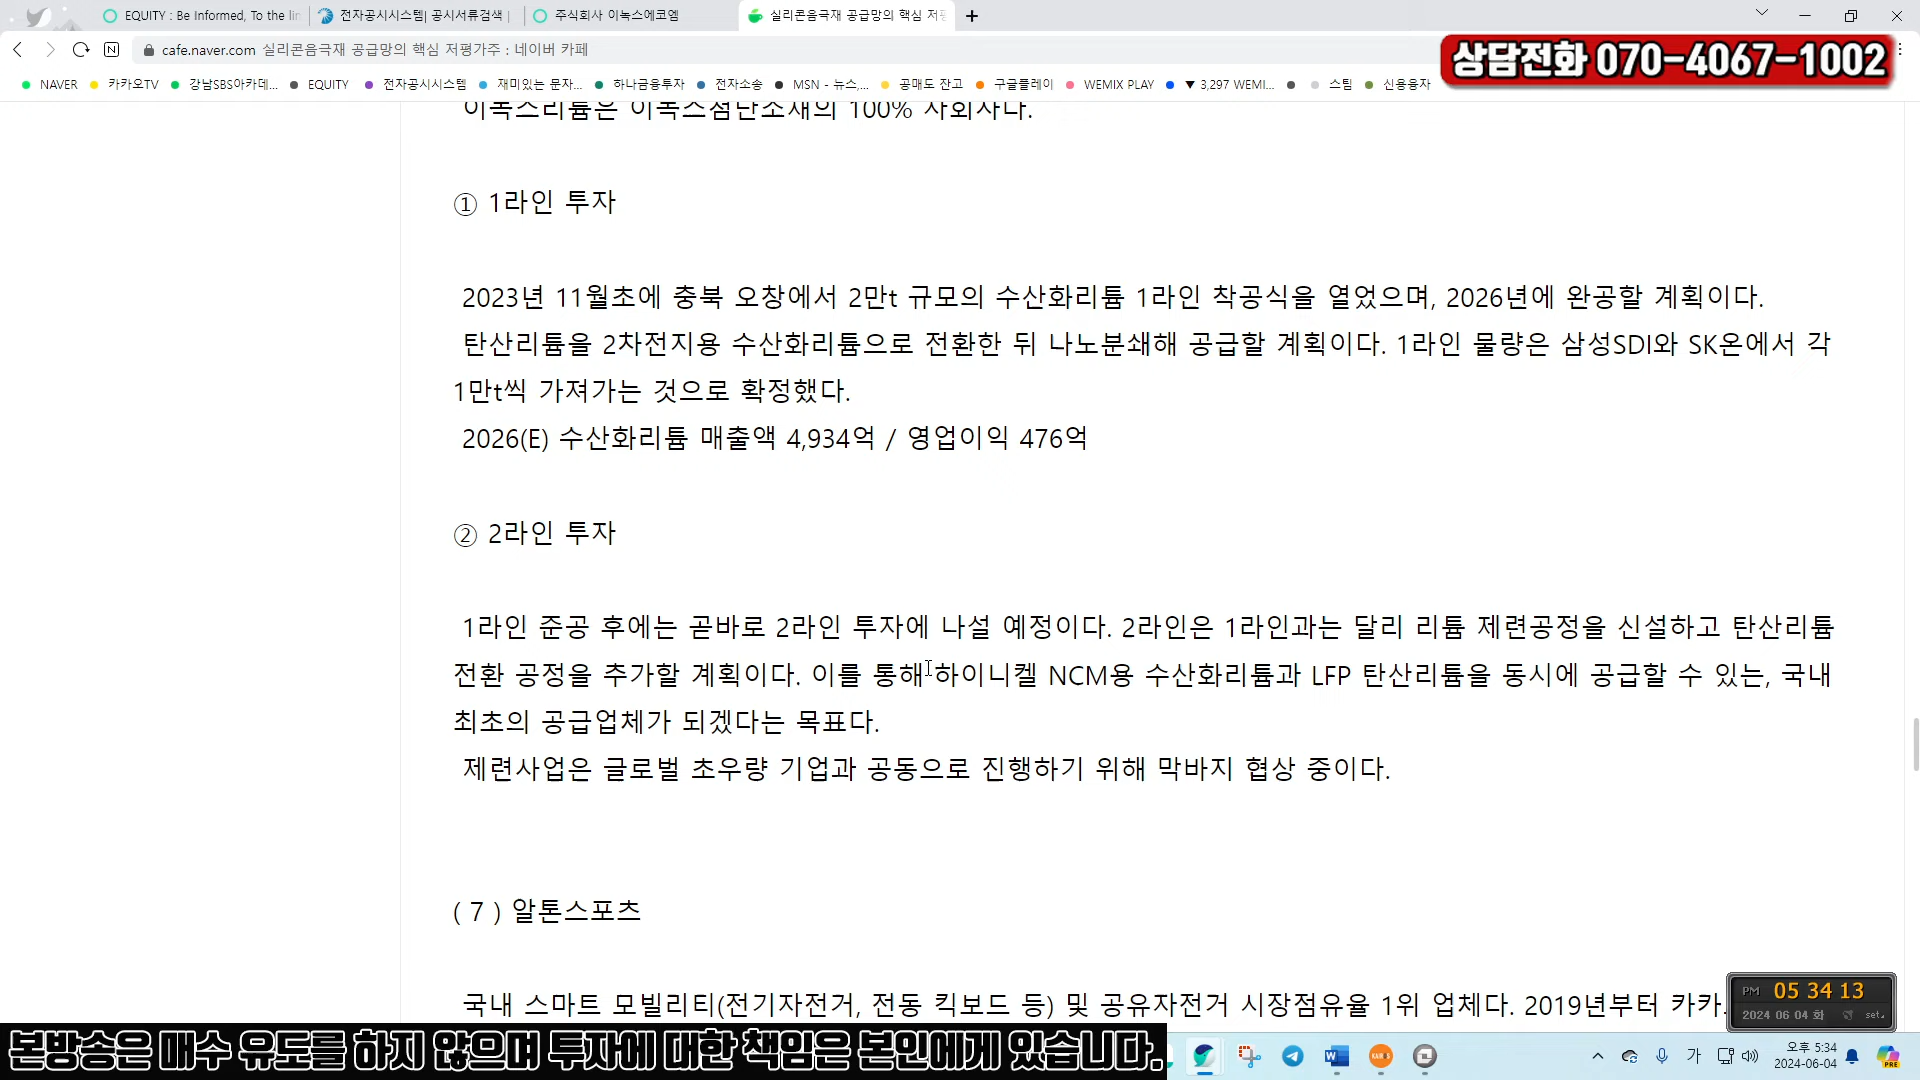 EQUITY : Be Informed, To the lin
전자공시시스템| 공시서류검색 |
주식회사 이녹스에코엠
실리콘음극재 공급망의 핵심 저평
cafe.naver.com 실리콘음극재 공급망의 핵심 저평가주 : 네이버 카페
상담전화 070-4067-1002
NAVER
카카오TV
강남SBS아카데...
EQUITY
전자공시시스템
재미있는 문자...
하나금융투자
전자소송
MSN - 뉴스,...
공매도 잔고
구글플레이
WEMIX PLAY
▼ 3,297 WEMI...
스팀
신용융자
이녹스리튬은 이녹스첨단소재의 100% 자회사다.
① 1라인 투자
2023년 11월초에 충북 오창에서 2만t 규모의 수산화리튬 1라인 착공식을 열었으며, 2026년에 완공할 계획이다.
탄산리튬을 2차전지용 수산화리튬으로 전환한 뒤 나노분쇄해 공급할 계획이다. 1라인 물량은 삼성SDI와 SK온에서 각
1만t씩 가져가는 것으로 확정했다.
2026(E) 수산화리튬 매출액 4,934억 / 영업이익 476억
② 2라인 투자
1라인 준공 후에는 곧바로 2라인 투자에 나설 예정이다. 2라인은 1라인과는 달리 리튬 제련공정을 신설하고 탄산리튬
전환 공정을 추가할 계획이다. 이를 통해 하이니켈 NCM용 수산화리튬과 LFP 탄산리튬을 동시에 공급할 수 있는, 국내
최초의 공급업체가 되겠다는 목표다.
제련사업은 글로벌 초우량 기업과 공동으로 진행하기 위해 막바지 협상 중이다.
( 7 ) 알톤스포츠
국내 스마트 모빌리티(전기자전거, 전동 킥보드 등) 및 공유자전거 시장점유율 1위 업체다. 2019년부터 카카
PM 05 34 13
2024 06 04 화 set
본방송은 매수 유도를 하지 않으며 투자에 대한 책임은 본인에게 있습니다.
가
오후 5:34
2024-06-04
PRE